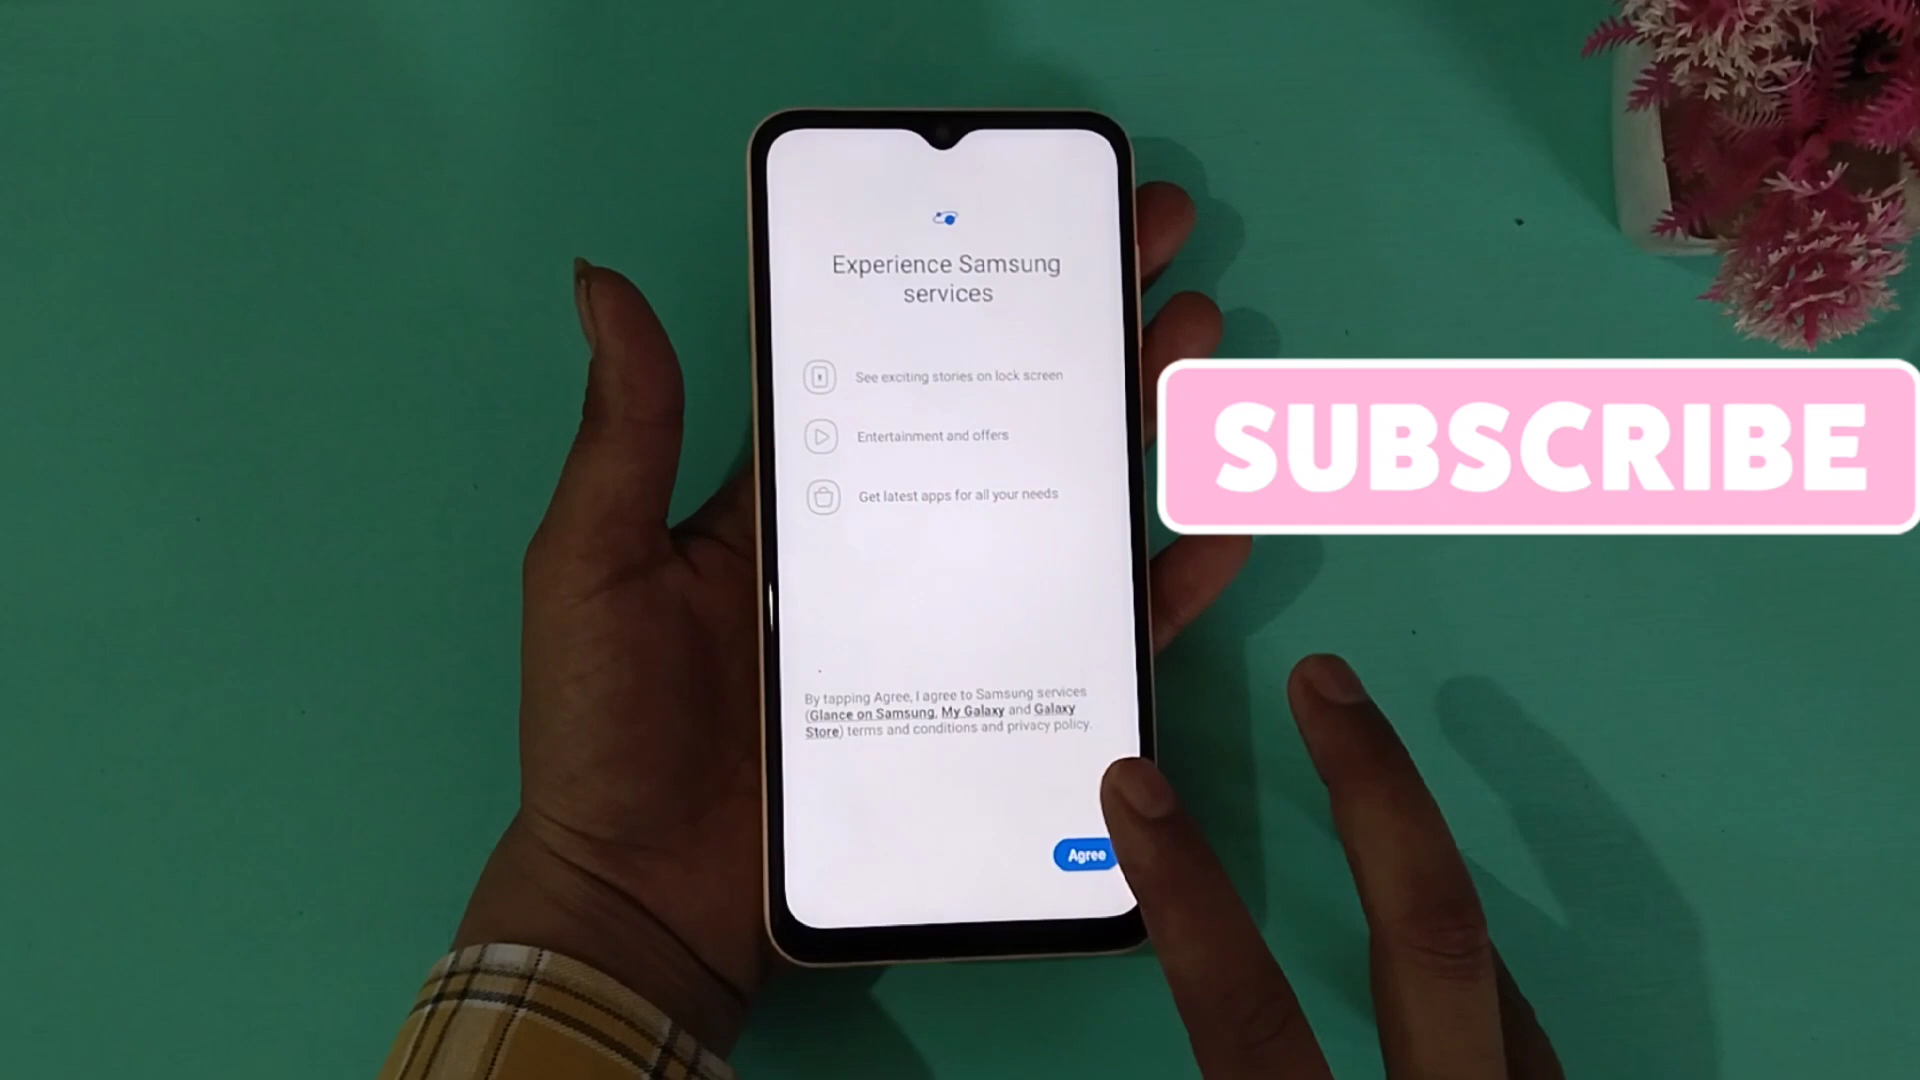 Experience Samsung
services
See exciting stories on lock screen
Entertainment and offers
Get latest apps for all your needs
By tapping Agree, I agree to Samsung services
(Glance on Samsung, My Galaxy and Galaxy
Store) terms and conditions and privacy policy.
Agree
SUBSCRIBE